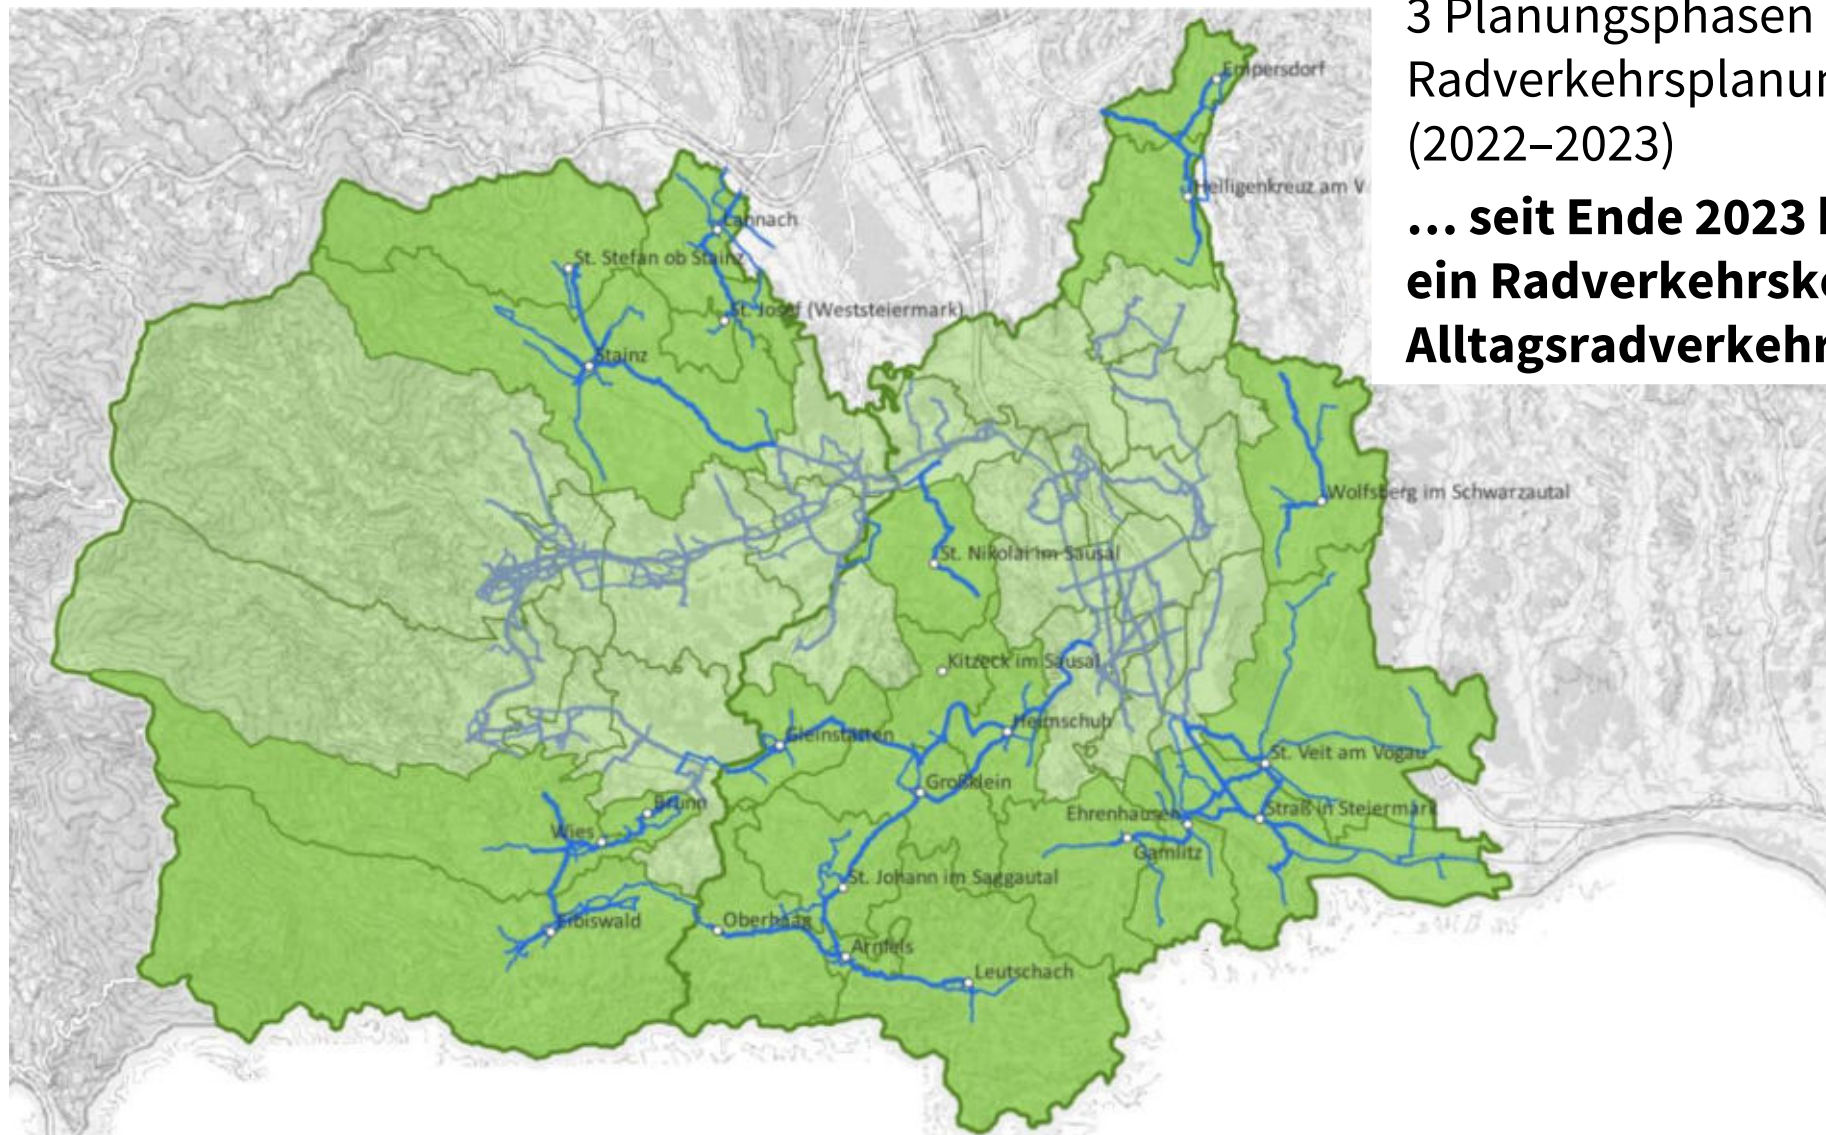 3 Planungsphasen
Radverkehrsplanun
(2022–2023)
… seit Ende 2023
ein Radverkehrsk
Alltagsradverkehr
Empersdorf
Heiligenkreuz am
Lannach
St. Stefan ob Stainz
St. Josef (Weststeiermark)
Stainz
Wolfsberg im Schwarzautal
St. Nikolai im Sausal
Kitzeck im Sausal
Heimschuh
Gleinstätten
St. Veit am Vogau
Großklein
Brunn
Ehrenhausen
Straß in Steiermark
Wies
Gamlitz
St. Johann im Saggautal
Eibiswald
Oberhaag
Arnfels
Leutschach